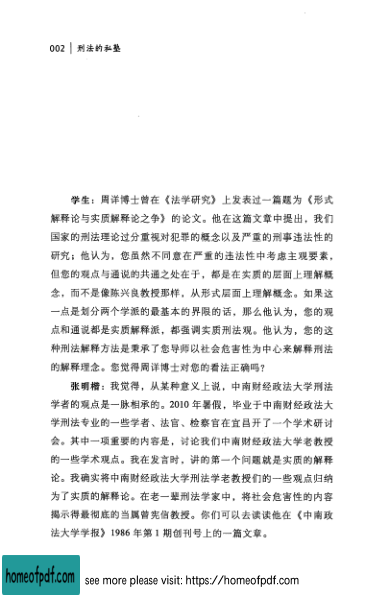 002 | 刑法的私塾
学生：周详博士曾在《法学研究》上发表过一篇题为《形式
解释论与实质解释论之争》的论文。他在这篇文章中提出，我们
国家的刑法理论过分重视对犯罪的概念以及严重的刑事违法性的
研究；他认为，您虽然不同意在严重的违法性中考虑主观要素，
但您的观点与通说的共通之处在于，都是在实质的层面上理解概
念，而不是像陈兴良教授那样，从形式层面上理解概念。如果这
一点是划分两个学派的最基本的界限的话，那么他认为，您的观
点和通说都是实质解释派，都强调实质刑法观。他认为，您的这
种刑法解释方法是秉承了您导师以社会危害性为中心来解释刑法
的解释理念。您觉得周详博士对您的看法正确吗？
张明楷：我觉得，从某种意义上说，中南财经政法大学刑法
学者的观点是一脉相承的。2010 年暑假，毕业于中南财经政法大
学刑法专业的一些学者、法官、检察官在宜昌开了一个学术研讨
会。其中一项重要的内容是，讨论我们中南财经政法大学老教授
的一些学术观点。我在发言时，讲的第一个问题就是实质的解释
论。我确实将中南财经政法大学刑法学老教授们的一些观点归纳
为了实质的解释论。在老一辈刑法学家中，将社会危害性的内容
揭示得最彻底的当属曾宪信教授。你们可以去读读他在《中南政
法大学学报》1986 年第 1 期创刊号上的一篇文章。
homeofpdf.com
see more please visit: https://homeofpdf.com